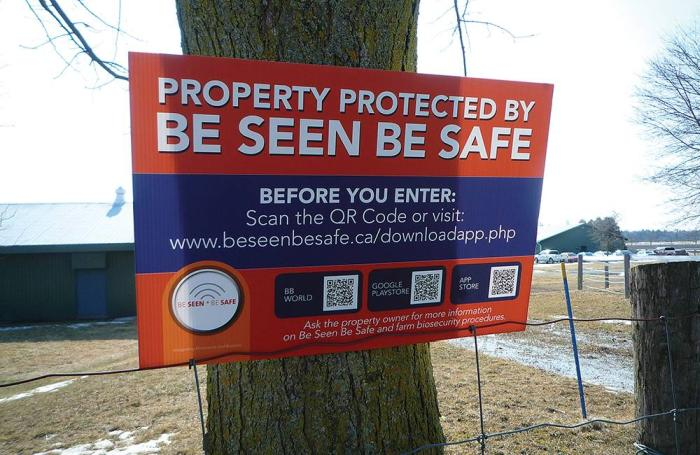 PROPERTY PROTECTED BY
BE SEEN BE SAFE
BEFORE YOU ENTER:
Scan the QR Code or visit:
www.beseenbesafe.ca/downloadapp.php
BE SEEN BE SAFE
BB
WORLD
GOOGLE
PLAYSTORE
APP
STORE
Ask the property owner for more information
on Be Seen Be Safe and farm biosecurity procedures.